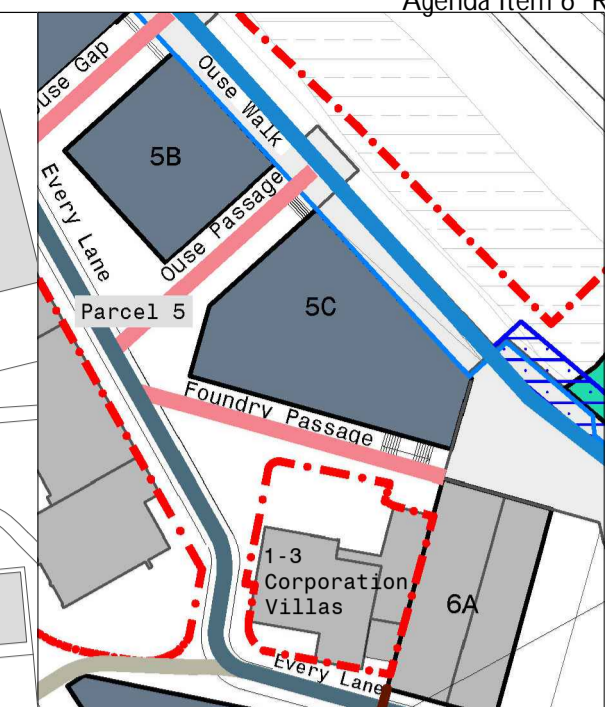 Agenda Item 6 R
Ouse Gap
Ouse Walk
5B
Ouse Passage
Every Lane
Parcel 5
5C
Foundry Passage
1-3
Corporation
Villas
6A
Every Lane